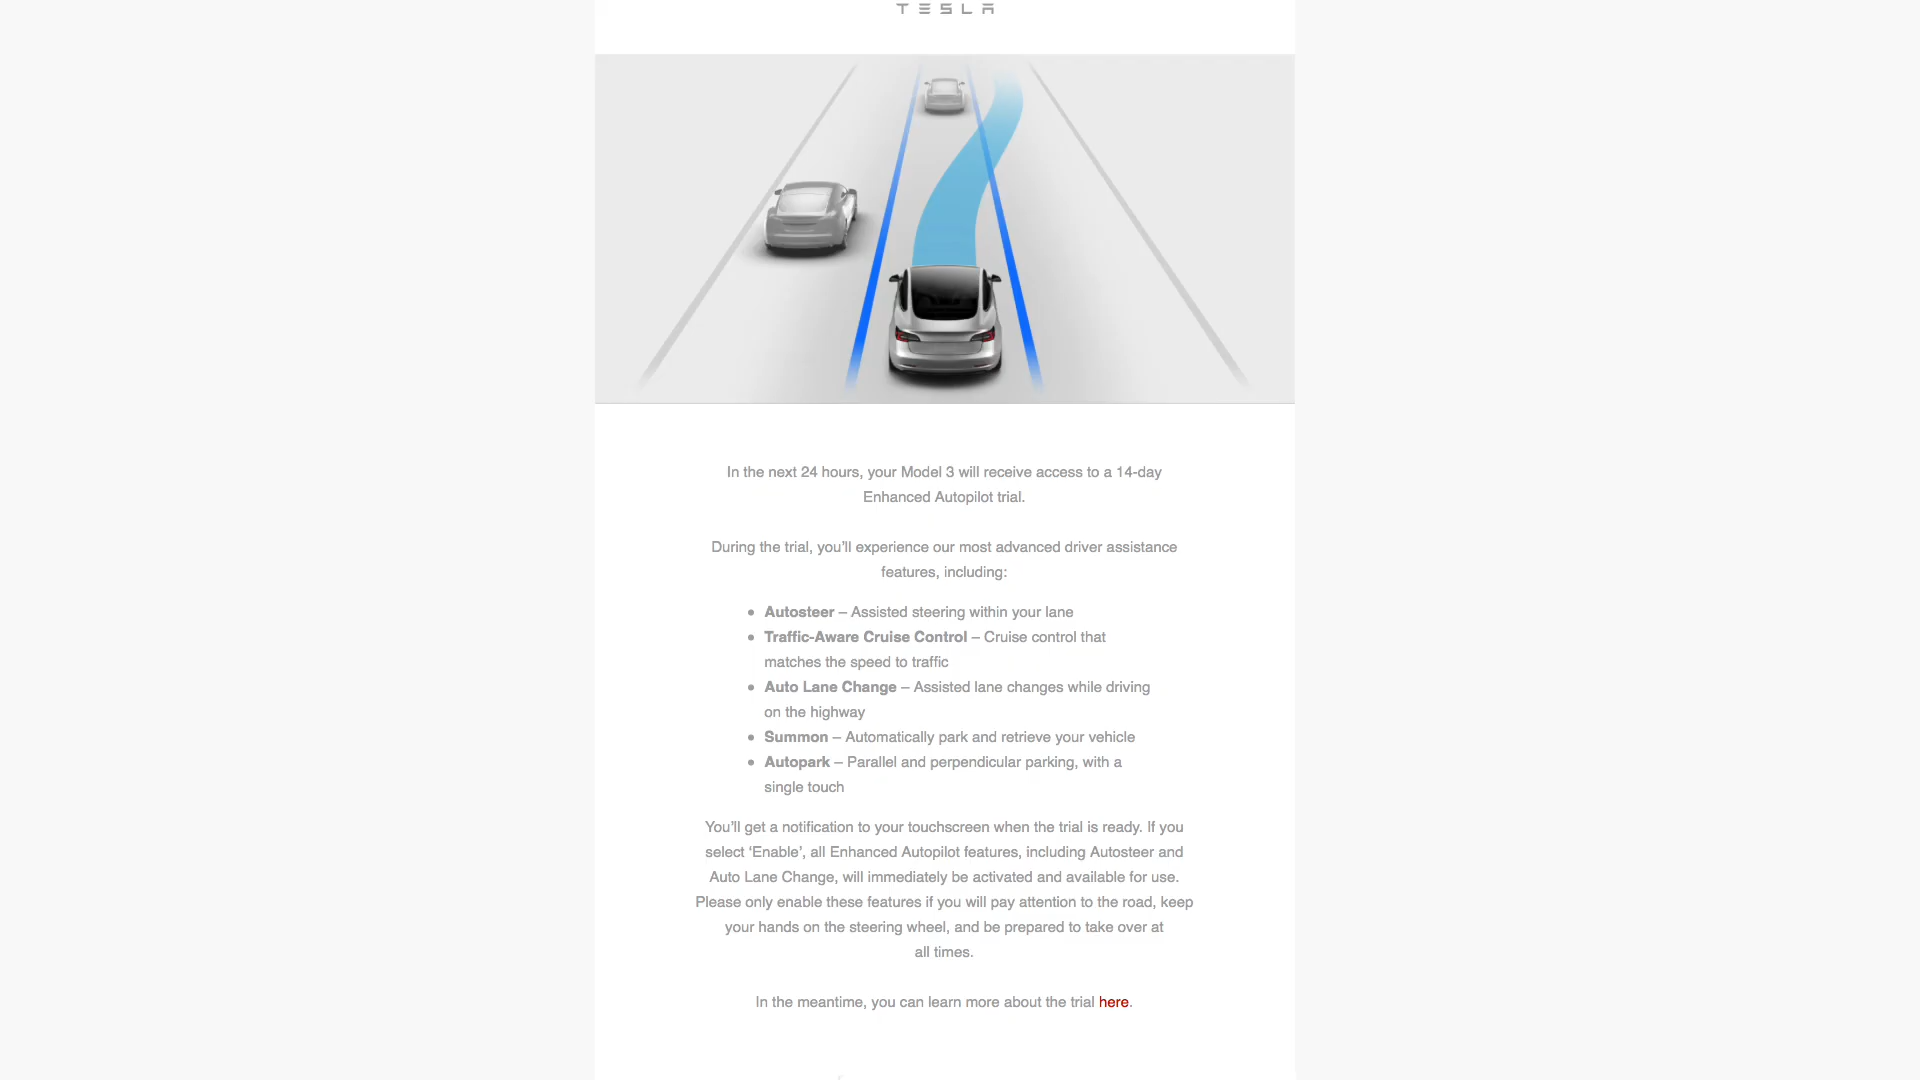 TESLA
In the next 24 hours, your Model 3 will receive access to a 14-day
Enhanced Autopilot trial.
During the trial, you’ll experience our most advanced driver assistance
features, including:
• Autosteer – Assisted steering within your lane
• Traffic-Aware Cruise Control – Cruise control that
matches the speed to traffic
• Auto Lane Change – Assisted lane changes while driving
on the highway
• Summon – Automatically park and retrieve your vehicle
• Autopark – Parallel and perpendicular parking, with a
single touch
You’ll get a notification to your touchscreen when the trial is ready. If you
select ‘Enable’, all Enhanced Autopilot features, including Autosteer and
Auto Lane Change, will immediately be activated and available for use.
Please only enable these features if you will pay attention to the road, keep
your hands on the steering wheel, and be prepared to take over at
all times.
In the meantime, you can learn more about the trial here.